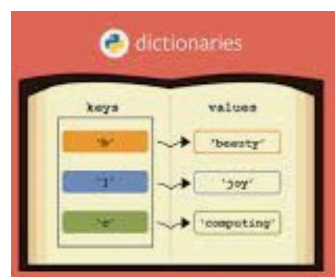 dictionaries
keys values
'b' 'beauty'
'j' 'joy'
'c' 'computing'